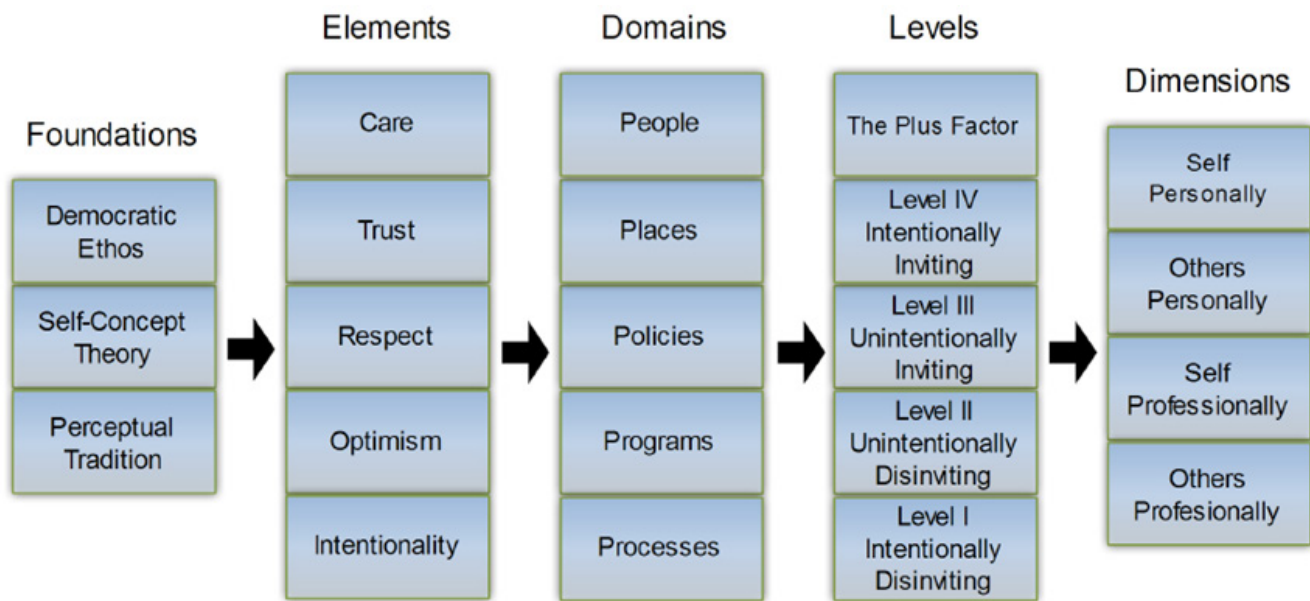 Foundations
Democratic
Ethos
Self-Concept
Theory
Perceptual
Tradition
Elements
Care
Trust
Respect
Optimism
Intentionality
Domains
People
Places
Policies
Programs
Processes
Levels
The Plus Factor
Level IV
Intentionally
Inviting
Level III
Unintentionally
Inviting
Level II
Unintentionally
Disinviting
Level I
Intentionally
Disinviting
Dimensions
Self
Personally
Others
Personally
Self
Professionally
Others
Profesionally